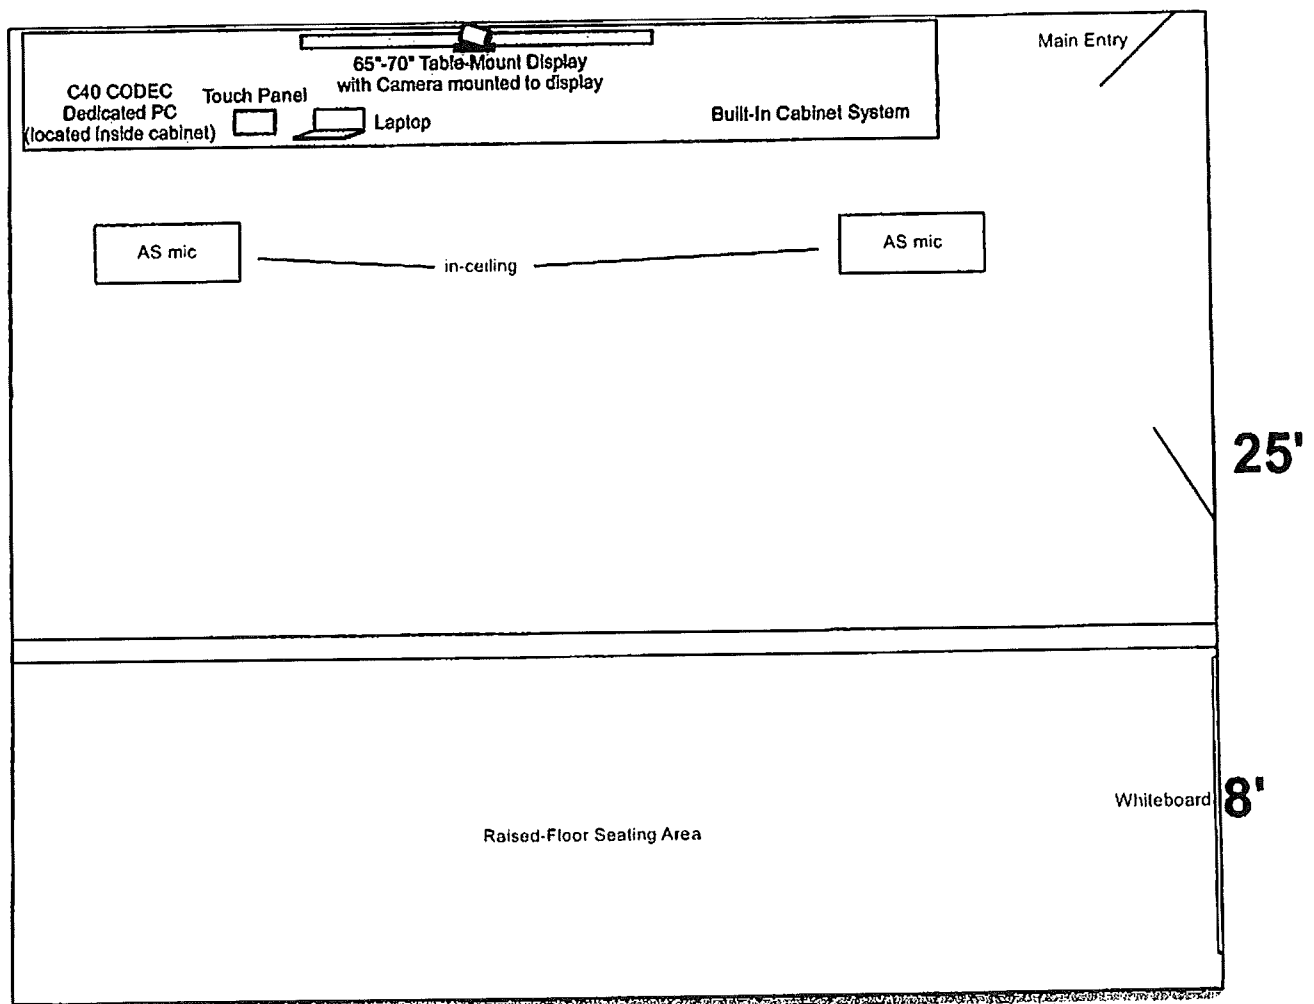 Main Entry
65"-70" Table-Mount Display
with Camera mounted to display
C40 CODEC
Dedicated PC
(located inside cabinet)
Touch Panel
Laptop
Built-In Cabinet System
AS mic
in-ceiling
AS mic
25'
Whiteboard
8'
Raised-Floor Seating Area